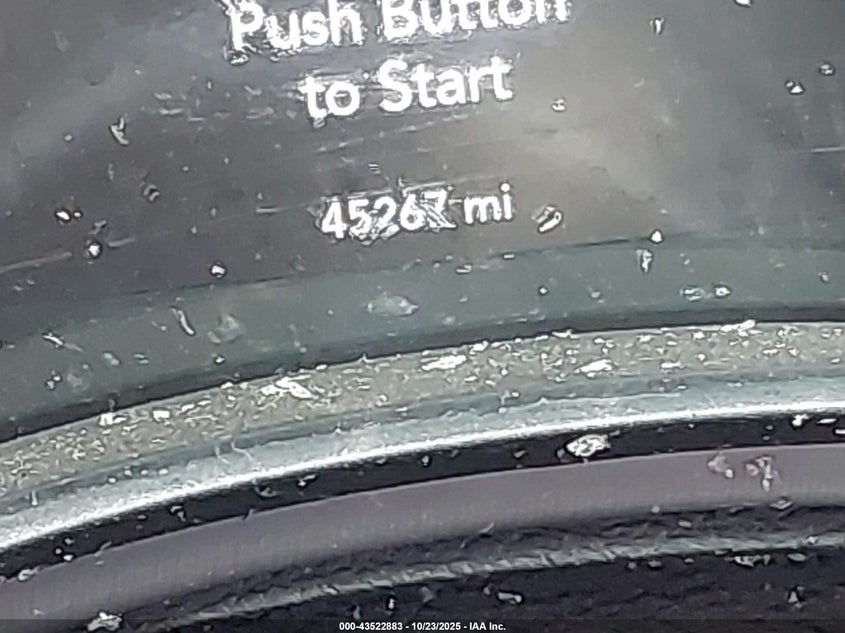 Push Button
to Start
45267 mi
000-43522883 - 10/23/2025 - IAA Inc.